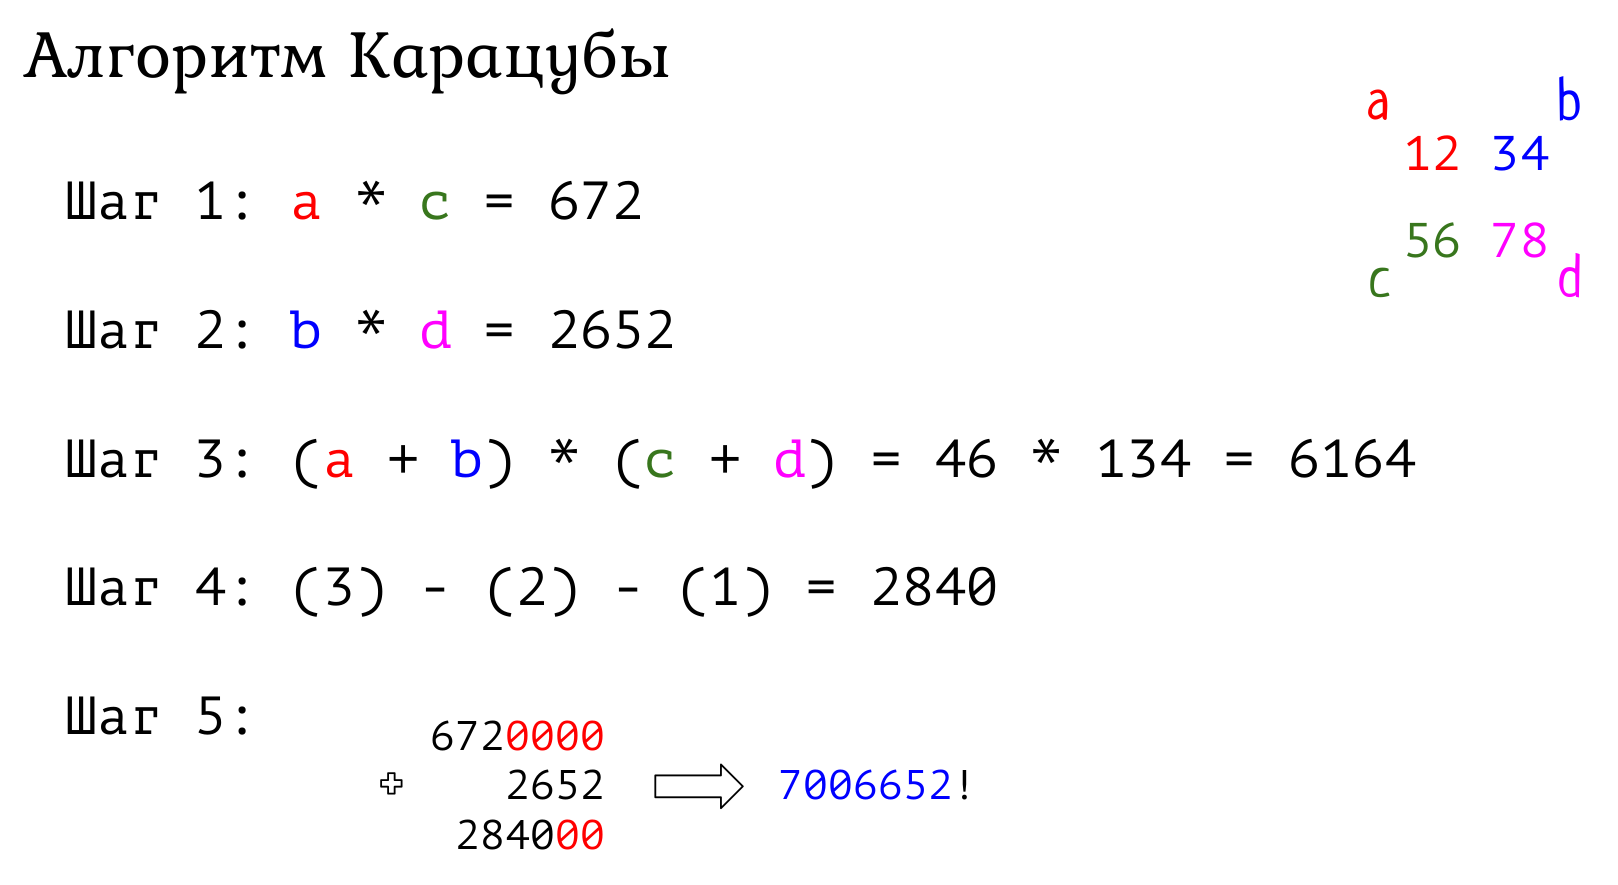 Алгоритм Карацубы
a b
12 34
56 78
c d
Шаг 1: a * c = 672
Шаг 2: b * d = 2652
Шаг 3: (a + b) * (c + d) = 46 * 134 = 6164
Шаг 4: (3) - (2) - (1) = 2840
Шаг 5:
6720000
2652
284000
7006652!